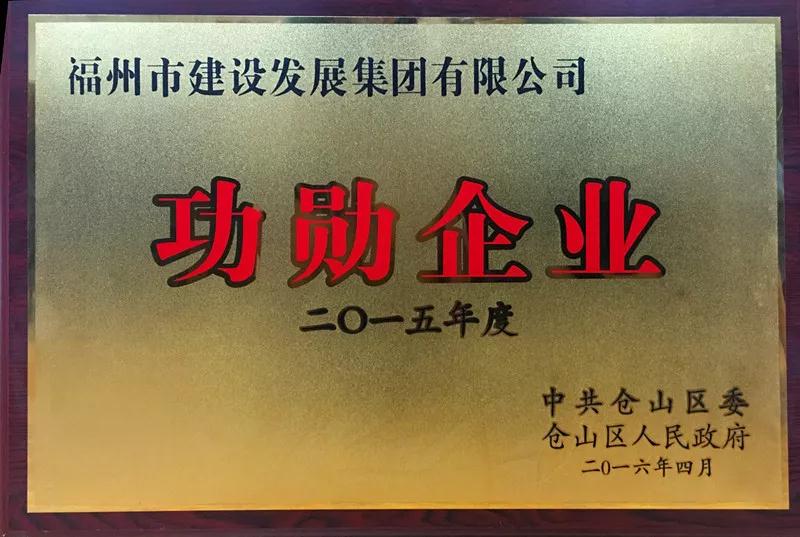 福州市建设发展集团有限公司
功勋企业
二〇一五年度
中共仓山区委
仓山区人民政府
二〇一六年四月